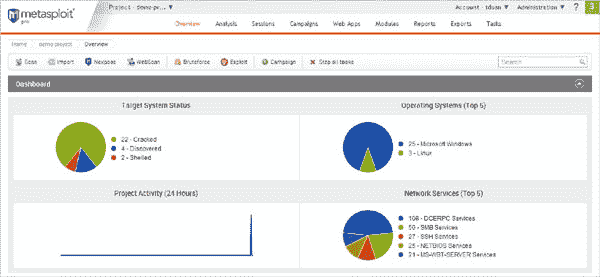 metasploit
pro
Project - demo-pr... ▼
Account - tdoan ▼
Administration ▼
?
3
Overview
Analysis
Sessions
Campaigns
Web Apps
Modules
Reports
Exports
Tasks
Home
demo project
Overview
Scan
Import
Nexpose
WebScan
Bruteforce
Exploit
Campaign
Stop all tasks
Search
Dashboard
Target System Status
22 - Cracked
4 - Discovered
2 - Shelled
Operating Systems (Top 5)
25 - Microsoft Windows
3 - Linux
Project Activity (24 Hours)
Network Services (Top 5)
DCERPC Services
SMB Services
27 - SSH Services
25 - NETBIOS Services
21 - MS-WBT-SERVER Services